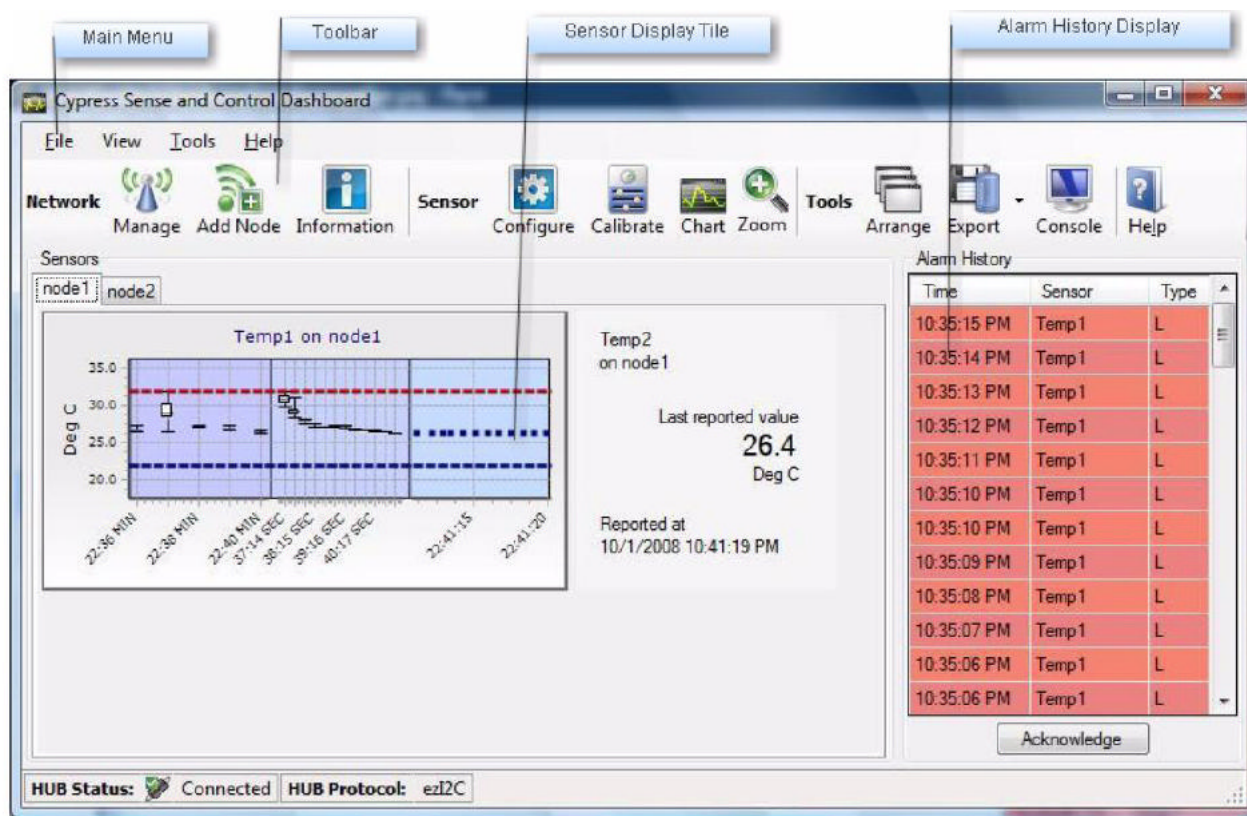 Main Menu
Toolbar
Sensor Display Tile
Alarm History Display
Cypress Sense and Control Dashboard
File View Tools Help
Network Manage Add Node Information Sensor Configure Calibrate Chart Zoom Tools Arrange Export Console Help
Sensors
node1 node2
Temp1 on node1
Deg C
35.0
30.0
25.0
20.0
22:36 MIN
22:38 MIN
22:40 MIN
37:14 SEC
38:15 SEC
39:16 SEC
40:17 SEC
22:41:15
22:41:20
Temp2
on node1
Last reported value
26.4
Deg C
Reported at
10/1/2008 10:41:19 PM
Alarm History
Time Sensor Type
10:35:15 PM Temp1 L
10:35:14 PM Temp1 L
10:35:13 PM Temp1 L
10:35:12 PM Temp1 L
10:35:11 PM Temp1 L
10:35:10 PM Temp1 L
10:35:10 PM Temp1 L
10:35:09 PM Temp1 L
10:35:08 PM Temp1 L
10:35:07 PM Temp1 L
10:35:06 PM Temp1 L
10:35:06 PM Temp1 L
Acknowledge
HUB Status: Connected HUB Protocol: ezI2C